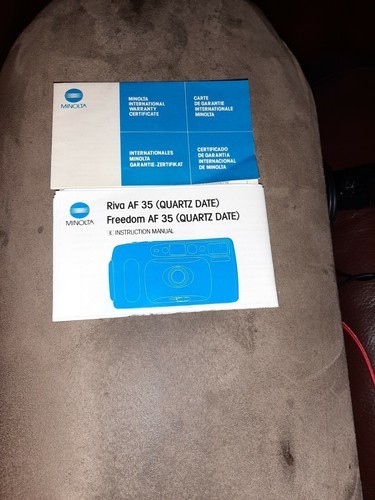 MINOLTA
MINOLTA
INTERNATIONAL
WARRANTY
CERTIFICATE
CARTE
DE GARANTIE
INTERNATIONALE
MINOLTA
INTERNATIONALES
MINOLTA
GARANTIE-ZERTIFIKAT
CERTIFICADO
DE GARANTIA
INTERNACIONAL
DE MINOLTA
MINOLTA
Riva AF 35 (QUARTZ DATE)
Freedom AF 35 (QUARTZ DATE)
E INSTRUCTION MANUAL